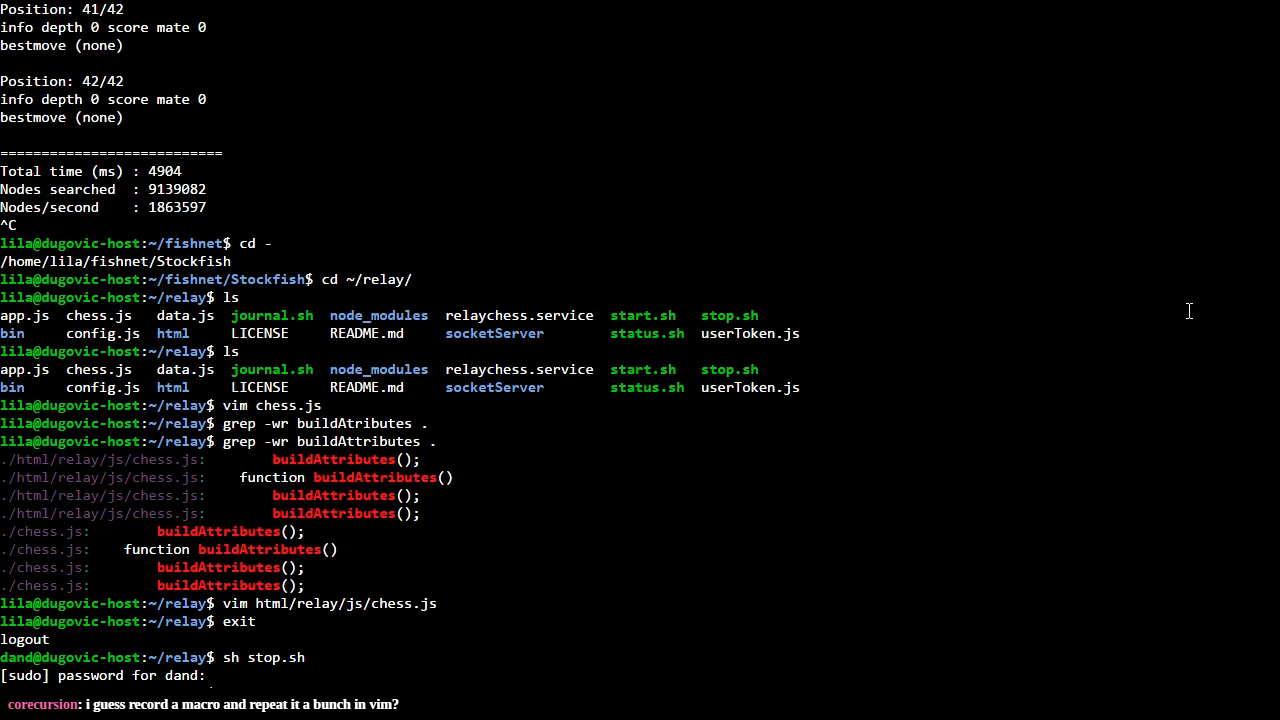 Position: 41/42
info depth 0 score mate 0
bestmove (none)
Position: 42/42
info depth 0 score mate 0
bestmove (none)
===========================
Total time (ms) : 4904
Nodes searched  : 9139082
Nodes/second    : 1863597
^C
lila@dugovic-host:~/fishnet$ cd -
/home/lila/fishnet/Stockfish
lila@dugovic-host:~/fishnet/Stockfish$ cd ~/relay/
lila@dugovic-host:~/relay$ ls
app.js  chess.js   data.js  journal.sh  node_modules  relaychess.service  start.sh   stop.sh
bin     config.js  html     LICENSE     README.md     socketServer        status.sh  userToken.js
lila@dugovic-host:~/relay$ ls
app.js  chess.js   data.js  journal.sh  node_modules  relaychess.service  start.sh   stop.sh
bin     config.js  html     LICENSE     README.md     socketServer        status.sh  userToken.js
lila@dugovic-host:~/relay$ vim chess.js
lila@dugovic-host:~/relay$ grep -wr buildAtributes .
lila@dugovic-host:~/relay$ grep -wr buildAttributes .
./html/relay/js/chess.js:        buildAttributes();
./html/relay/js/chess.js:    function buildAttributes()
./html/relay/js/chess.js:        buildAttributes();
./html/relay/js/chess.js:        buildAttributes();
./chess.js:        buildAttributes();
./chess.js:    function buildAttributes()
./chess.js:        buildAttributes();
./chess.js:        buildAttributes();
lila@dugovic-host:~/relay$ vim html/relay/js/chess.js
lila@dugovic-host:~/relay$ exit
logout
dand@dugovic-host:~/relay$ sh stop.sh
[sudo] password for dand:
corecursion: i guess record a macro and repeat it a bunch in vim?